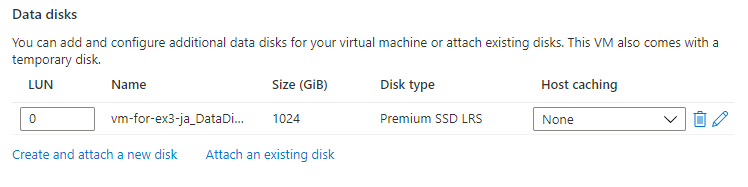 Data disks
You can add and configure additional data disks for your virtual machine or attach existing disks. This VM also comes with a
temporary disk.
LUN Name Size (GiB) Disk type Host caching
0 vm-for-ex3-ja_DataDi... 1024 Premium SSD LRS None
Create and attach a new disk Attach an existing disk